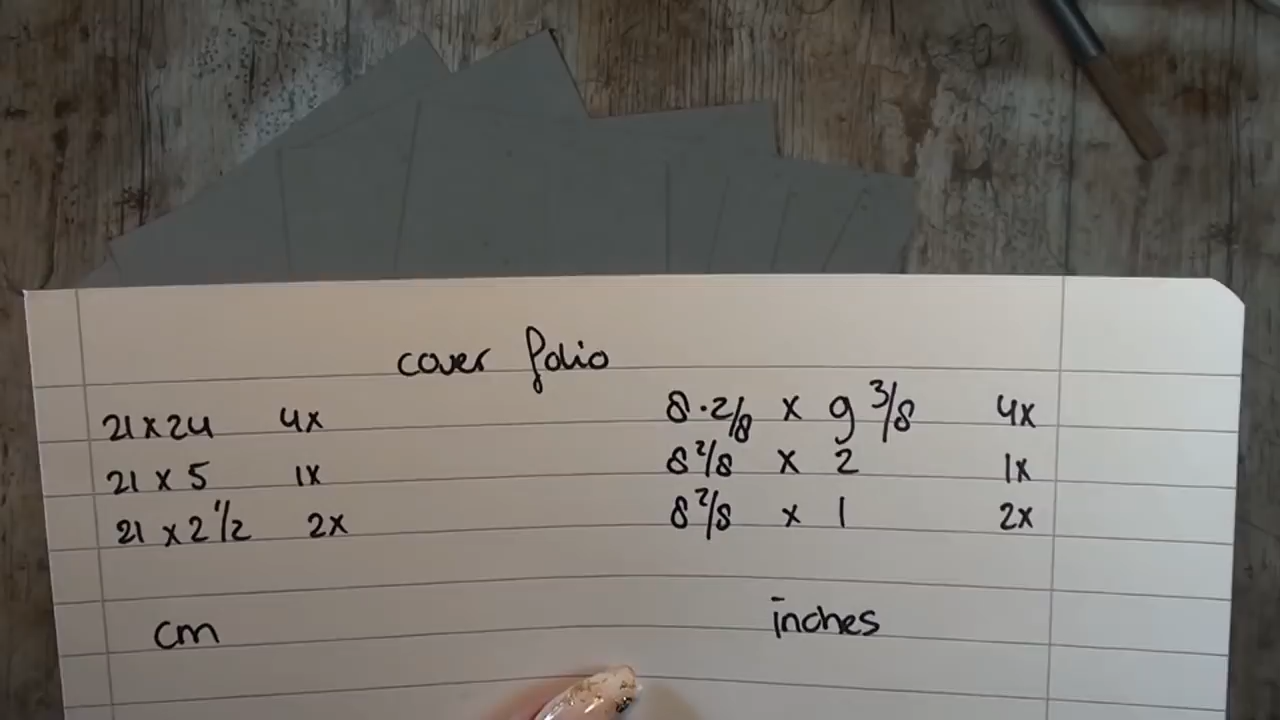 cover folio
21 x 24 4x 8.2/8 x 9 3/8 4x
21 x 5 1x 8 2/8 x 2 1x
21 x 2 1/2 2x 8 2/8 x 1 2x
cm inches